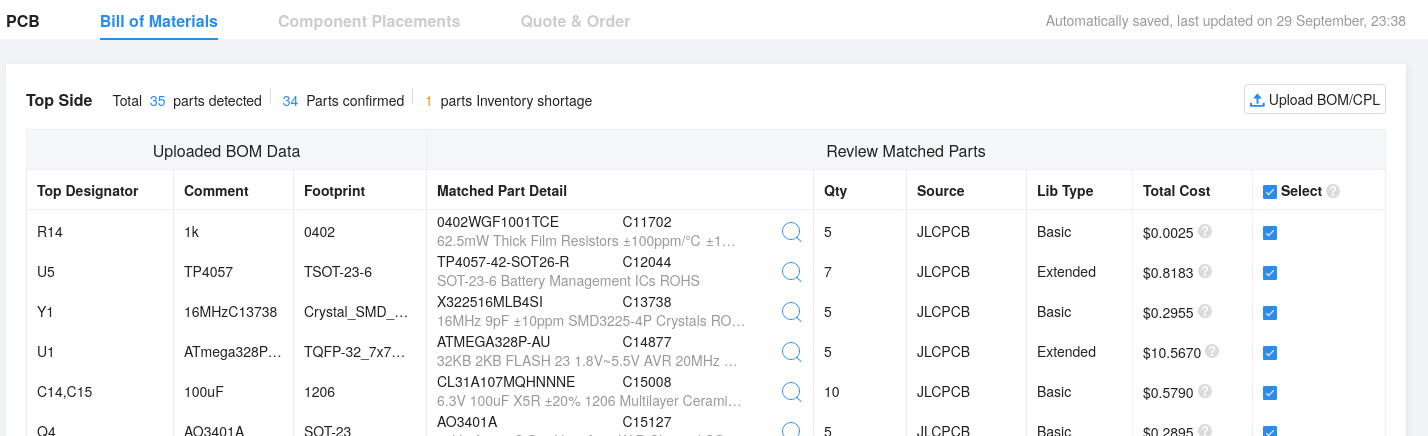 PCB Bill of Materials Component Placements Quote & Order Automatically saved, last updated on 29 September, 23:38
Top Side Total 35 parts detected 34 Parts confirmed 1 parts Inventory shortage Upload BOM/CPL
Uploaded BOM Data Review Matched Parts
Top Designator Comment Footprint Matched Part Detail Qty Source Lib Type Total Cost Select ?
R14 1k 0402 0402WGF1001TCE C11702 5 JLCPCB Basic $0.0025 ?
62.5mW Thick Film Resistors ±100ppm/°C ±1…
U5 TP4057 TSOT-23-6 TP4057-42-SOT26-R C12044 7 JLCPCB Extended $0.8183 ?
SOT-23-6 Battery Management ICs ROHS
Y1 16MHzC13738 Crystal_SMD_… X322516MLB4SI C13738 5 JLCPCB Basic $0.2955 ?
16MHz 9pF ±10ppm SMD3225-4P Crystals RO…
U1 ATmega328P… TQFP-32_7x7… ATMEGA328P-AU C14877 5 JLCPCB Extended $10.5670 ?
32KB 2KB FLASH 23 1.8V~5.5V AVR 20MHz …
C14,C15 100uF 1206 CL31A107MQHNNNE C15008 10 JLCPCB Basic $0.5790 ?
6.3V 100uF X5R ±20% 1206 Multilayer Cerami…
Q4 AO3401A SOT-23 AO3401A C15127 5 JLCPCB Basic $0.2895 ?